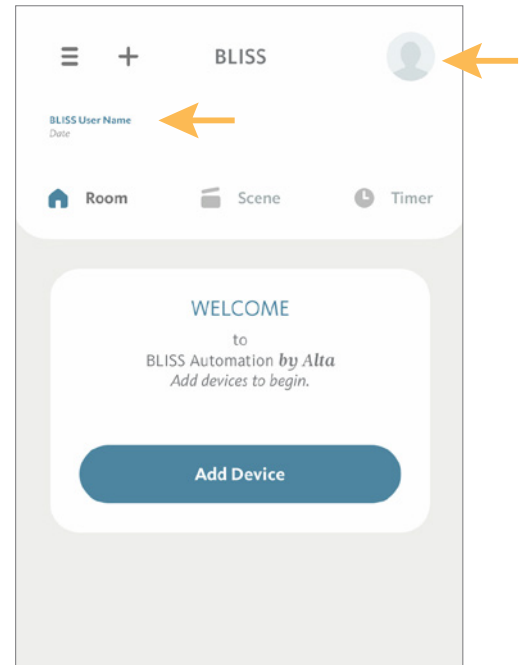 BLISS
BLISS User Name
Date
Room Scene Timer
WELCOME
to
BLISS Automation by Alta
Add devices to begin.
Add Device